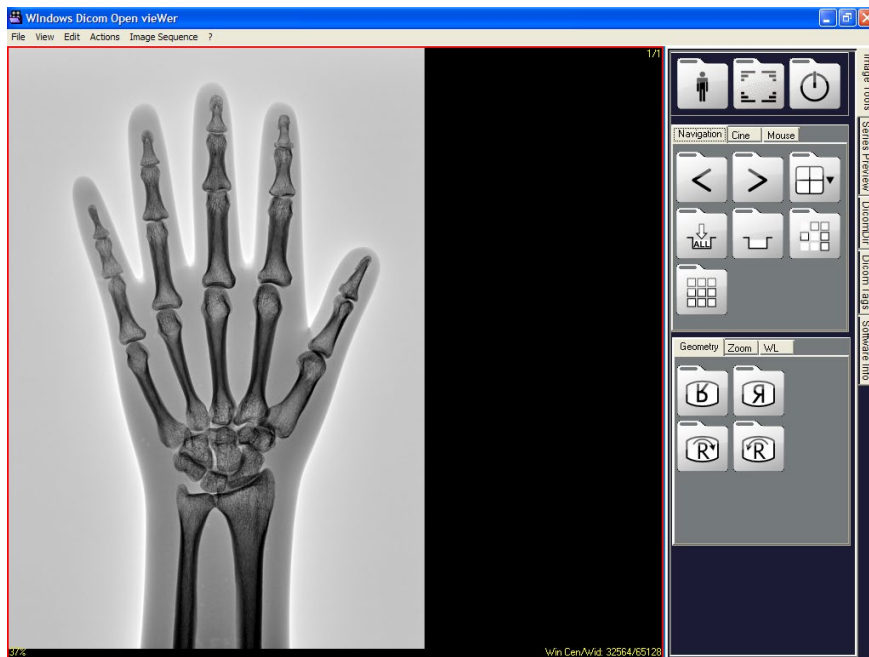 WIndows Dicom Open vieWer
File View Edit Actions Image Sequence ?
1/1
Image Tools
Series Preview
DicomDir
Dicom Tags
Software Info
Navigation Cine Mouse
< >
ALL
Geometry Zoom WL
R R
R R
37%
Win Cen/Wid: 32564/65128